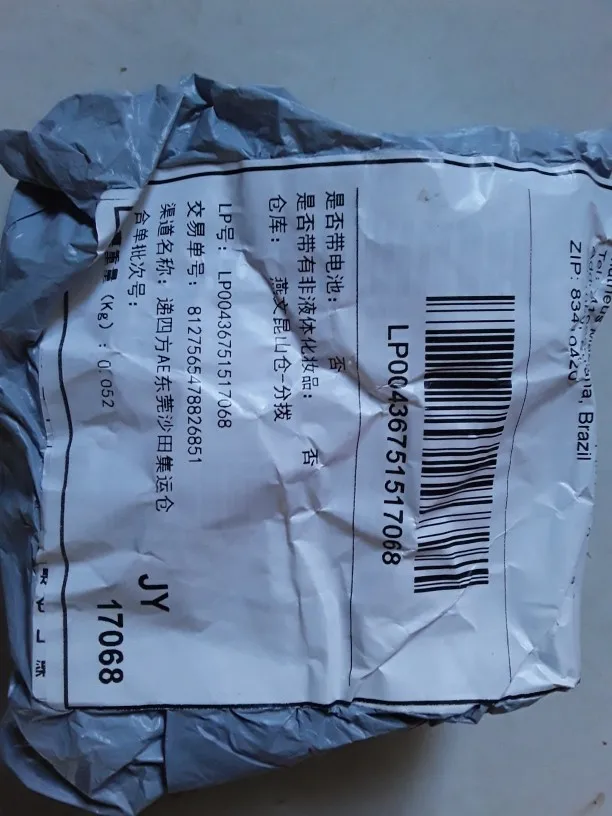 Brazil
ZIP: 834
LP00436751517068
是否带电池: 否
是否带有非液体化妆品: 否
仓库: 燕文昆山仓-分拨
LP号: LP00436751517068
交易单号: 8127565478826851
渠道名称: 递四方AE东莞沙田集运仓
合单批次号:
重量 (Kg) : 0.052
JY
17068